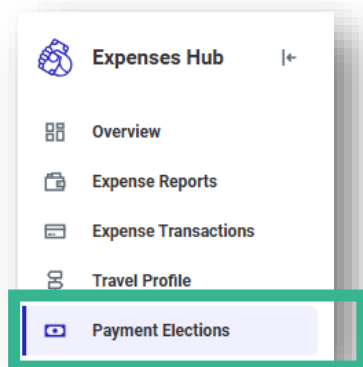 Expenses Hub
Overview
Expense Reports
Expense Transactions
Travel Profile
Payment Elections